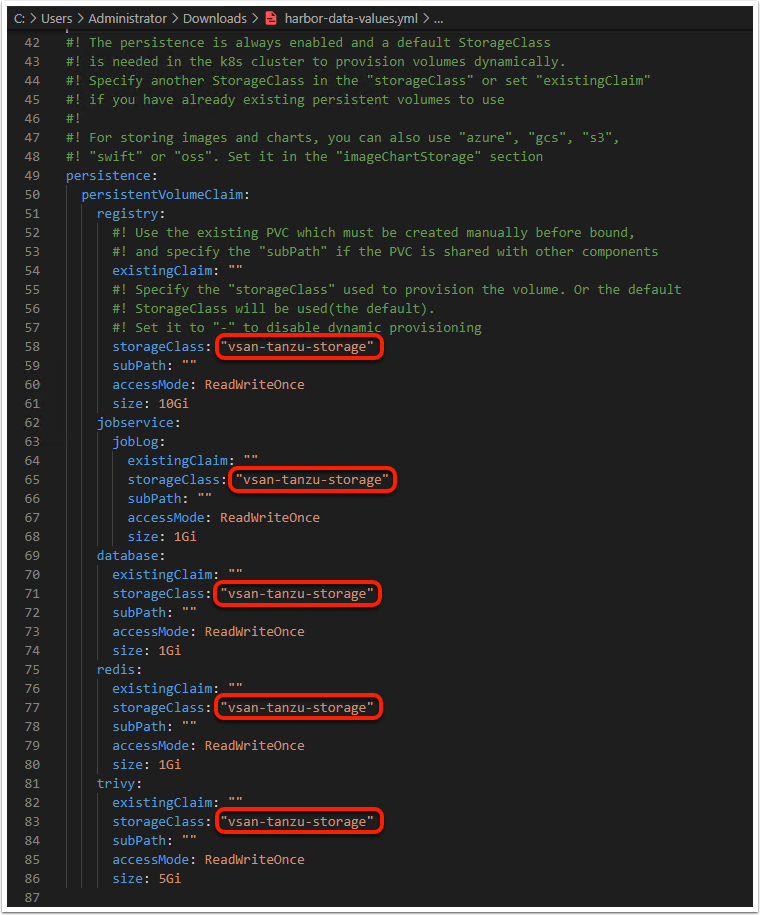 C: > Users > Administrator > Downloads > harbor-data-values.yml > ...
42 #! The persistence is always enabled and a default StorageClass
43 #! is needed in the k8s cluster to provision volumes dynamically.
44 #! Specify another StorageClass in the "storageClass" or set "existingClaim"
45 #! if you have already existing persistent volumes to use
46 #!
47 #! For storing images and charts, you can also use "azure", "gcs", "s3",
48 #! "swift" or "oss". Set it in the "imageChartStorage" section
49 persistence:
50   persistentVolumeClaim:
51     registry:
52       #! Use the existing PVC which must be created manually before bound,
53       #! and specify the "subPath" if the PVC is shared with other components
54       existingClaim: ""
55       #! Specify the "storageClass" used to provision the volume. Or the default
56       #! StorageClass will be used(the default).
57       #! Set it to "-" to disable dynamic provisioning
58       storageClass: "vsan-tanzu-storage"
59       subPath: ""
60       accessMode: ReadWriteOnce
61       size: 10Gi
62     jobservice:
63       jobLog:
64         existingClaim: ""
65         storageClass: "vsan-tanzu-storage"
66         subPath: ""
67         accessMode: ReadWriteOnce
68         size: 1Gi
69     database:
70       existingClaim: ""
71       storageClass: "vsan-tanzu-storage"
72       subPath: ""
73       accessMode: ReadWriteOnce
74       size: 1Gi
75     redis:
76       existingClaim: ""
77       storageClass: "vsan-tanzu-storage"
78       subPath: ""
79       accessMode: ReadWriteOnce
80       size: 1Gi
81     trivy:
82       existingClaim: ""
83       storageClass: "vsan-tanzu-storage"
84       subPath: ""
85       accessMode: ReadWriteOnce
86       size: 5Gi
87